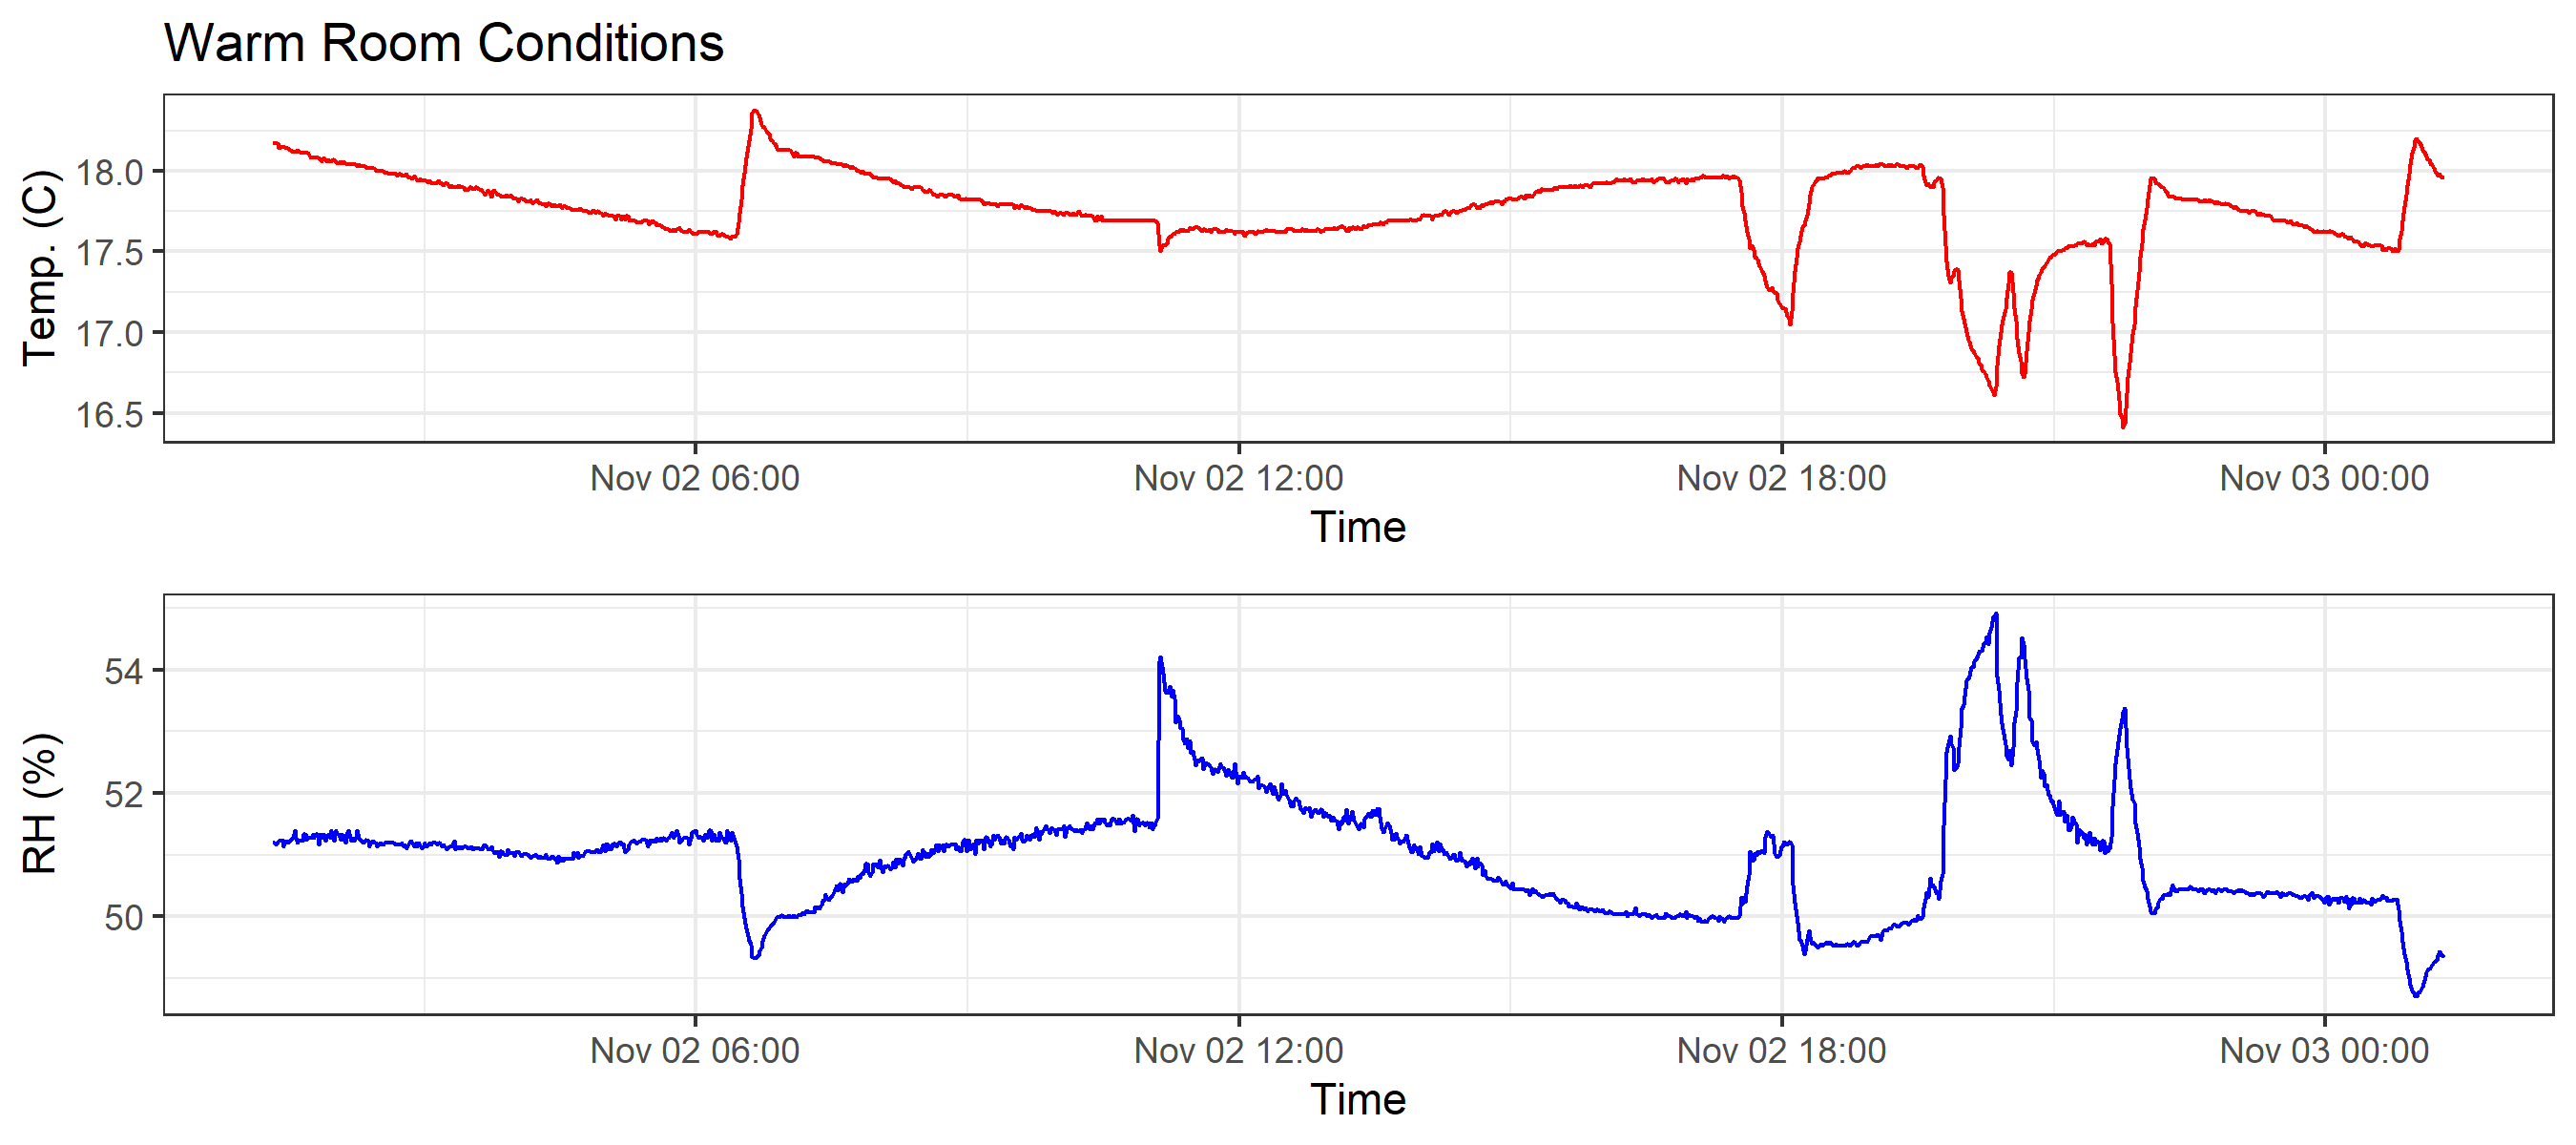 Warm Room Conditions
Temp. (C)
18.0
17.5
17.0
16.5
Nov 02 06:00 Nov 02 12:00 Nov 02 18:00 Nov 03 00:00
Time
RH (%)
54
52
50
Nov 02 06:00 Nov 02 12:00 Nov 02 18:00 Nov 03 00:00
Time